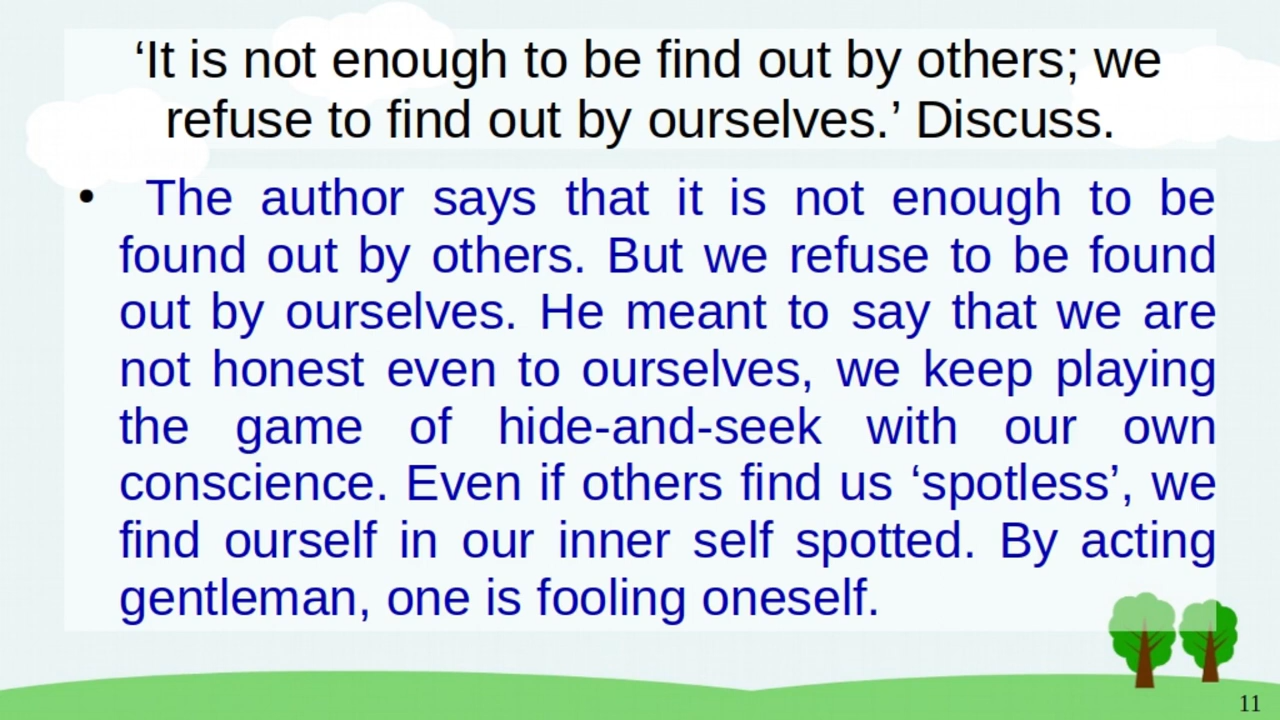 ‘It is not enough to be find out by others; we
refuse to find out by ourselves.’ Discuss.
• The author says that it is not enough to be
found out by others. But we refuse to be found
out by ourselves. He meant to say that we are
not honest even to ourselves, we keep playing
the game of hide-and-seek with our own
conscience. Even if others find us ‘spotless’, we
find ourself in our inner self spotted. By acting
gentleman, one is fooling oneself.
11